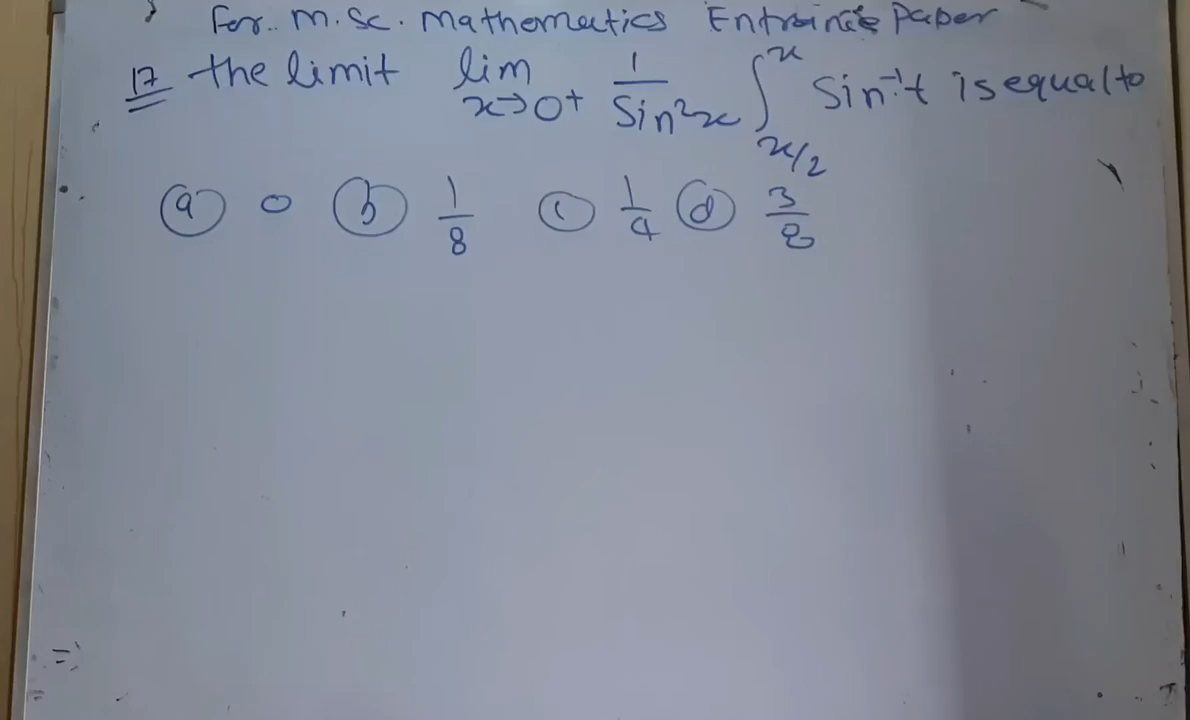 For.. M.Sc. Mathematics Entrance Paper
17 the limit lim x→0+ 1/Sin²x ∫_{x/2}^{x} Sin⁻¹t is equal to
(a) 0 (b) 1/8 (c) 1/4 (d) 3/8